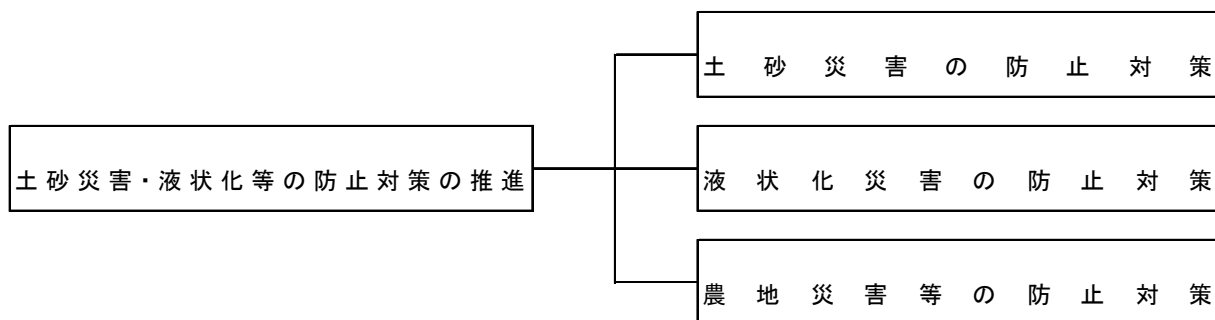 土砂災害・液状化等の防止対策の推進
土砂災害の防止対策
液状化災害の防止対策
農地災害等の防止対策